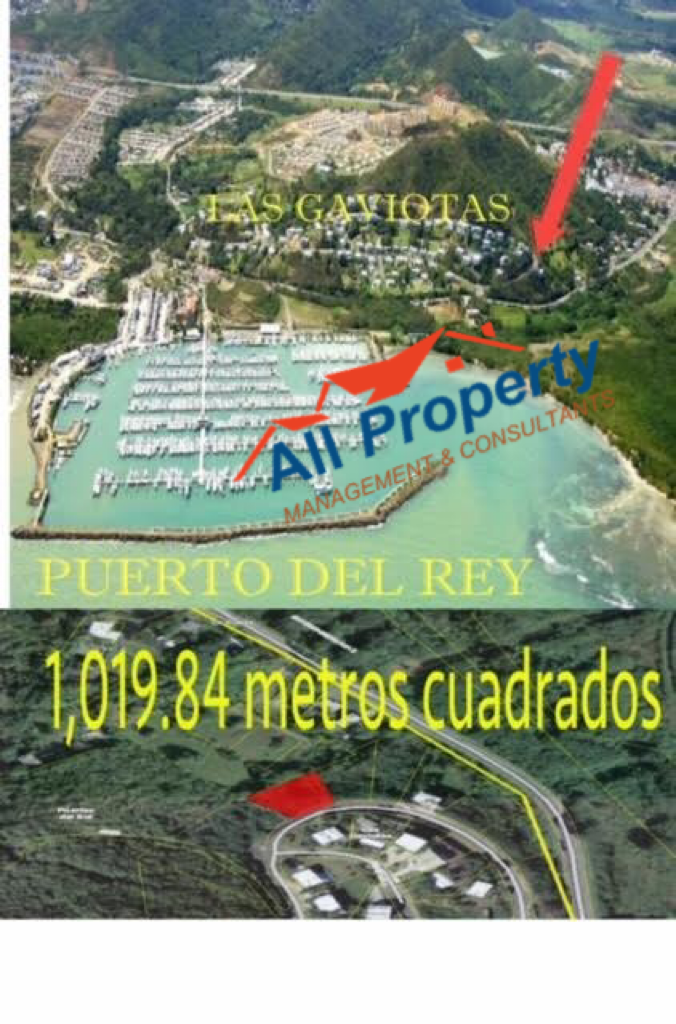 LAS GAVIOTAS
All Property
MANAGEMENT & CONSULTANTS
PUERTO DEL REY
1,019.84 metros cuadrados